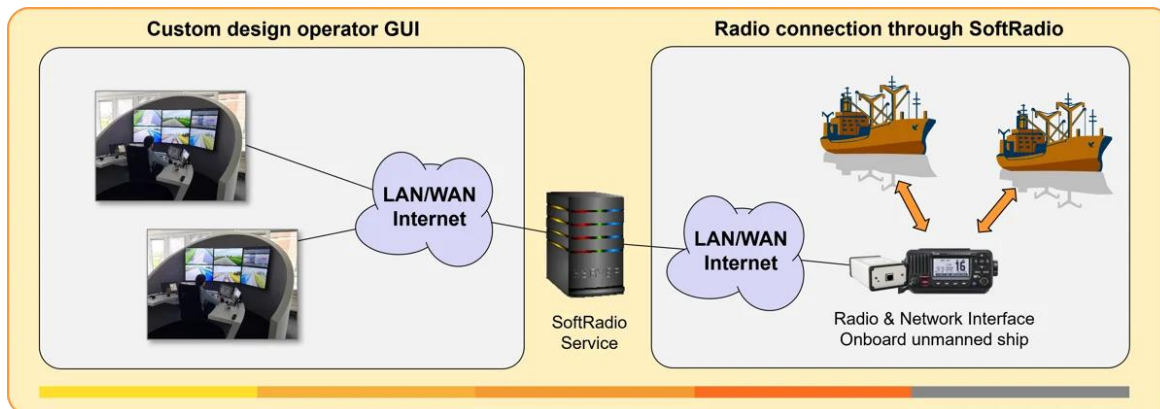 Custom design operator GUI
Radio connection through SoftRadio
LAN/WAN
Internet
SoftRadio
Service
LAN/WAN
Internet
16
Radio & Network Interface
Onboard unmanned ship